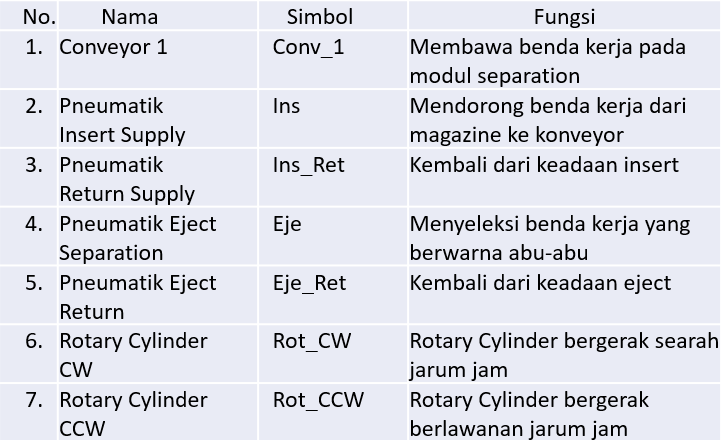 No. Nama Simbol Fungsi
1. Conveyor 1 Conv_1 Membawa benda kerja pada
modul separation
2. Pneumatik Ins Mendorong benda kerja dari
Insert Supply magazine ke konveyor
3. Pneumatik Ins_Ret Kembali dari keadaan insert
Return Supply
4. Pneumatik Eject Eje Menyeleksi benda kerja yang
Separation berwarna abu-abu
5. Pneumatik Eject Eje_Ret Kembali dari keadaan eject
Return
6. Rotary Cylinder Rot_CW Rotary Cylinder bergerak searah
CW jarum jam
7. Rotary Cylinder Rot_CCW Rotary Cylinder bergerak
CCW berlawanan jarum jam